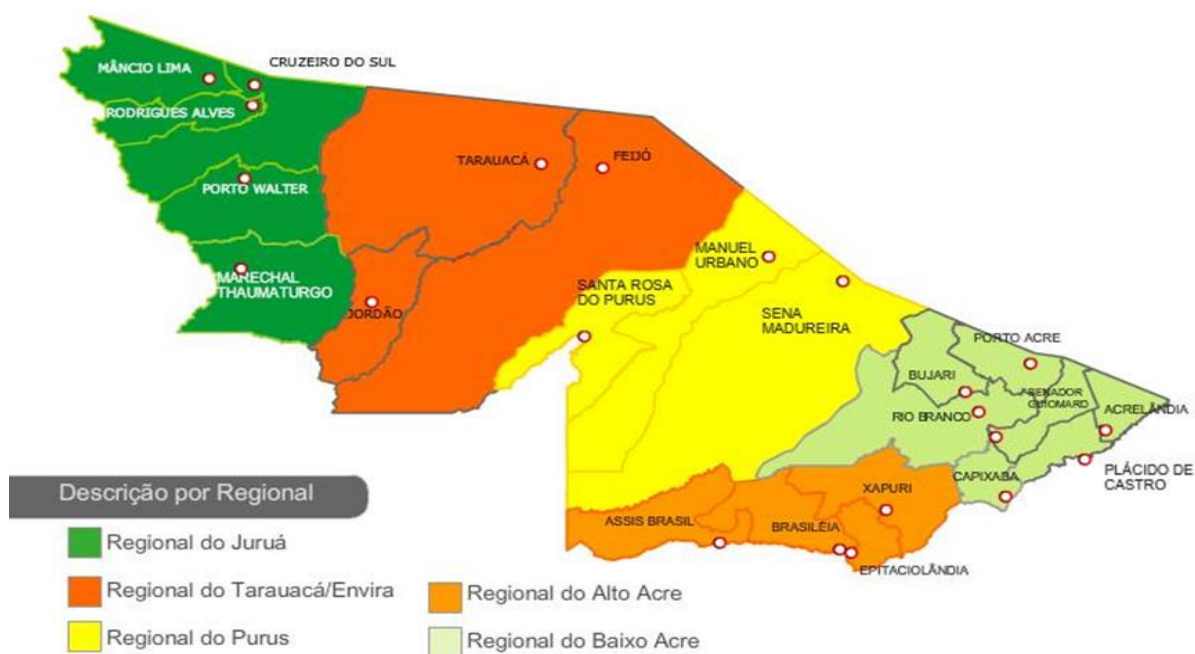 CRUZEIRO DO SUL
MÂNCIO LIMA
RODRIGUES ALVES
TARAUACÁ
FEIJÓ
PORTO WALTER
MANUEL
URBANO
MARECHAL
THAUMATURGO
SANTA ROSA
DO PURUS
JORDÃO
SENA
MADUREIRA
PORTO ACRE
BUJARI
SENADOR
GUIOMARD
RIO BRANCO
ACRELÂNDIA
PLÁCIDO DE
CASTRO
CAPIXABA
XAPURI
ASSIS BRASIL
BRASILÉIA
EPITACIOLÂNDIA
Descrição por Regional
Regional do Juruá
Regional do Tarauacá/Envira
Regional do Purus
Regional do Alto Acre
Regional do Baixo Acre